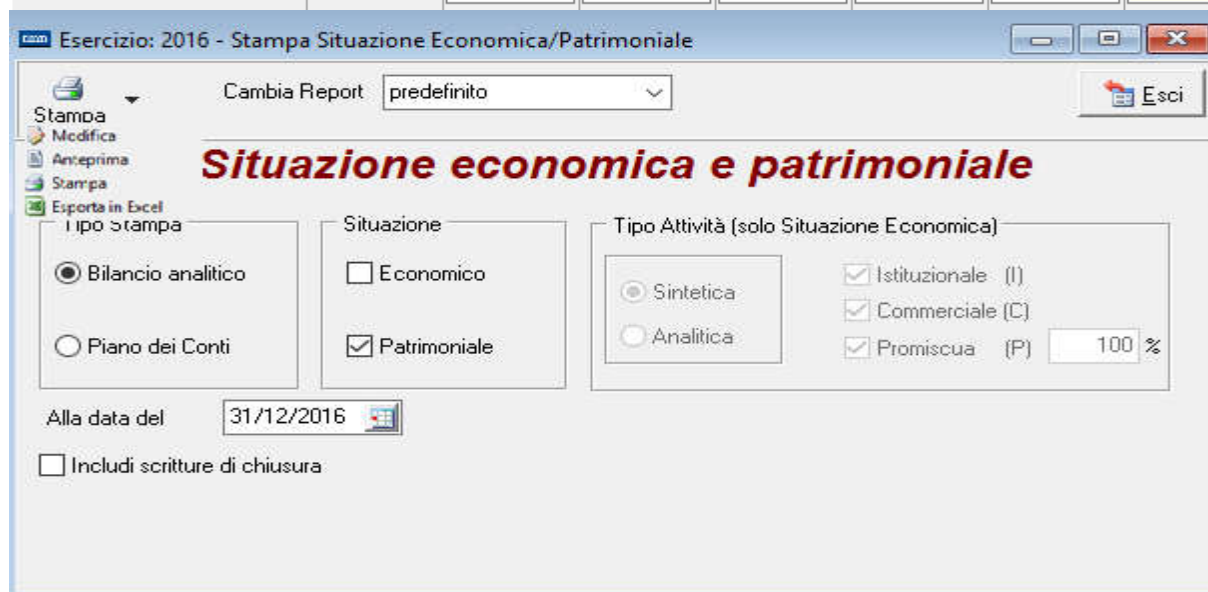 Esercizio: 2016 - Stampa Situazione Economica/Patrimoniale
Stampa
Cambia Report predefinito
Esci
Modifica
Anteprima
Stampa
Esporta in Excel
Situazione economica e patrimoniale
Tipo Stampa
Situazione
Tipo Attività (solo Situazione Economica)
Bilancio analitico
Economico
Sintetica
Istituzionale (I)
Commerciale (C)
Piano dei Conti
Patrimoniale
Analitica
Promiscua (P) 100 %
Alla data del 31/12/2016
Includi scritture di chiusura